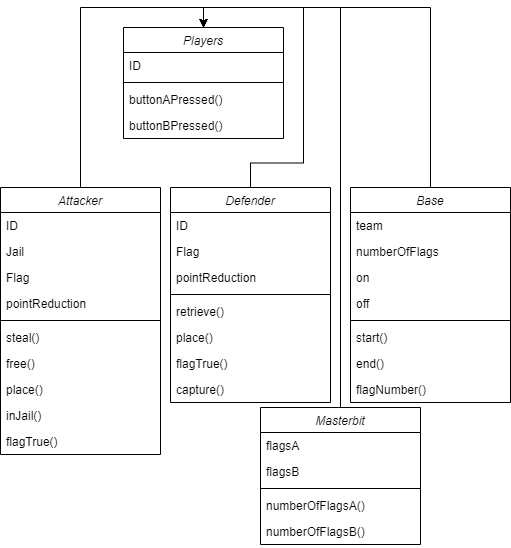 Players
ID
buttonAPressed()
buttonBPressed()
Attacker
ID
Jail
Flag
pointReduction
steal()
free()
place()
inJail()
flagTrue()
Defender
ID
Flag
pointReduction
retrieve()
place()
flagTrue()
capture()
Base
team
numberOfFlags
on
off
start()
end()
flagNumber()
Masterbit
flagsA
flagsB
numberOfFlagsA()
numberOfFlagsB()